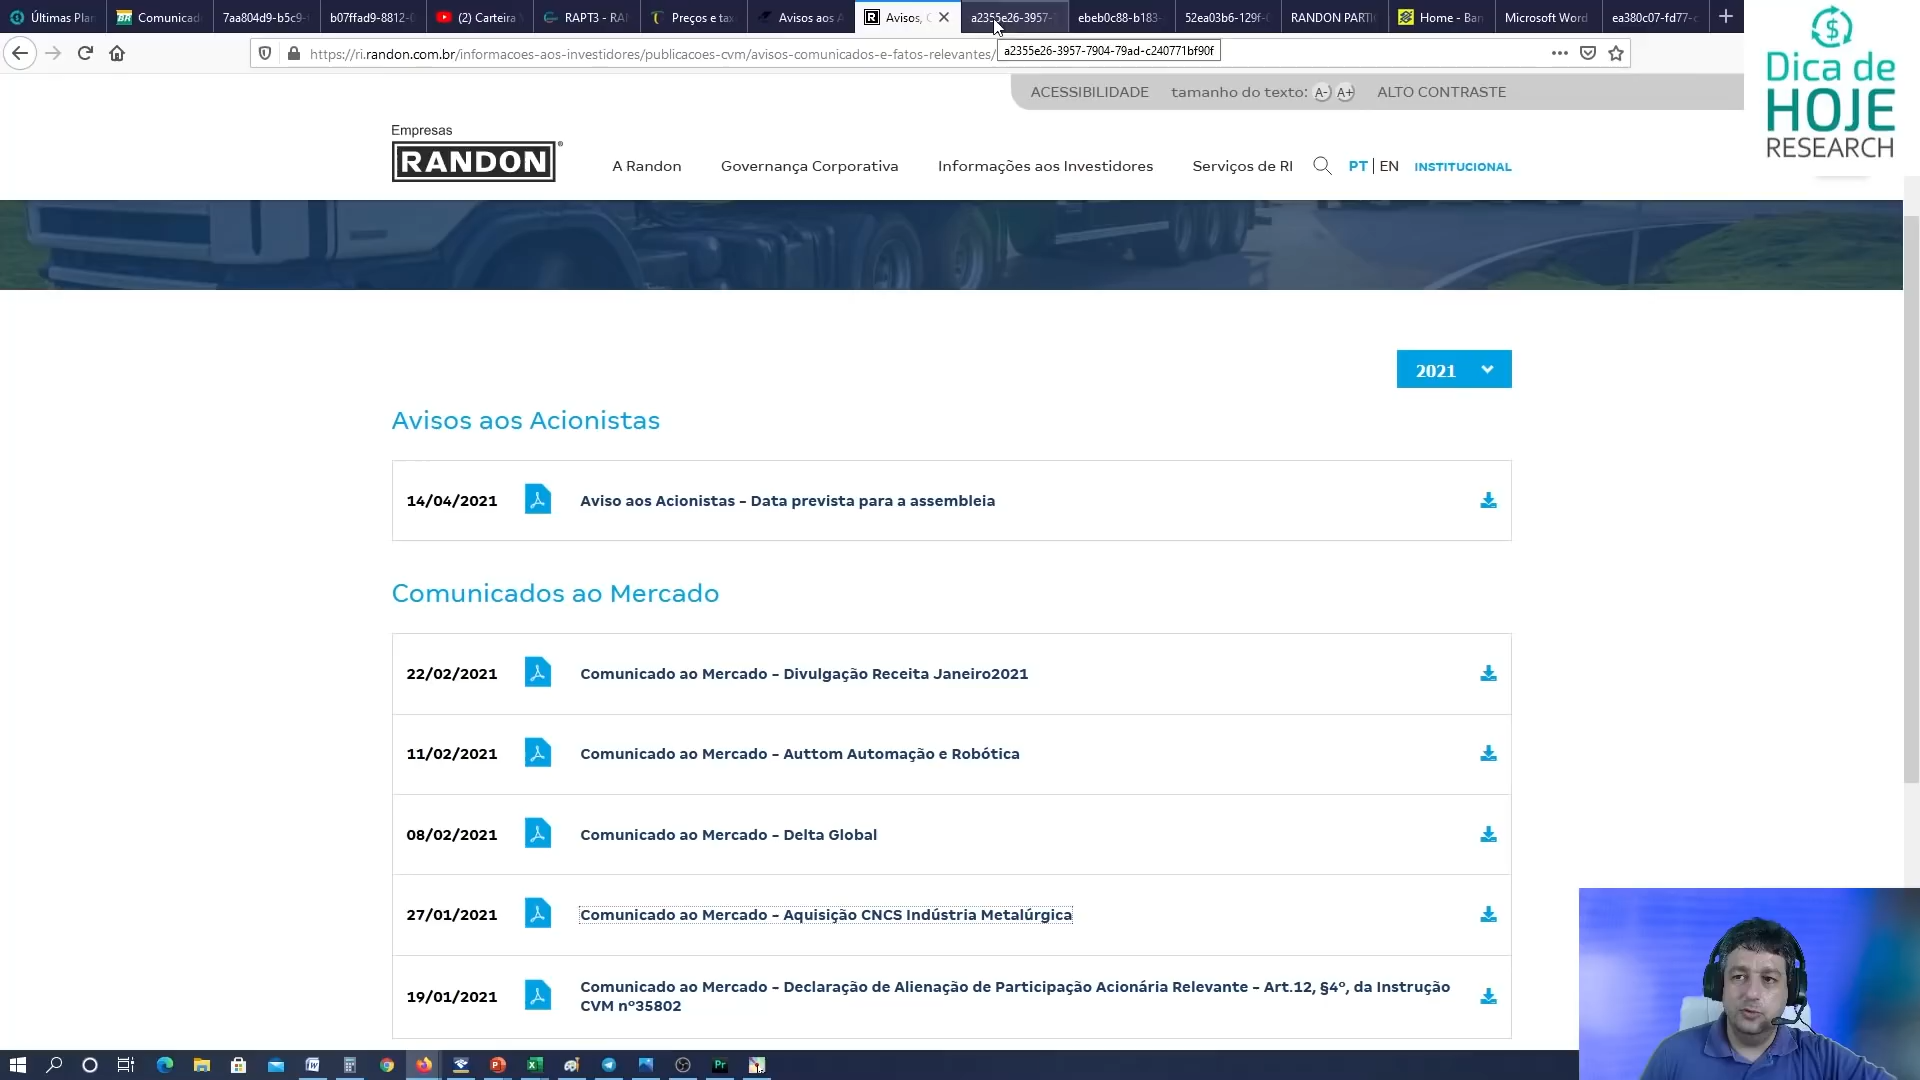 Últimas Plan
Comunicad
7aa804d9-b5c9-
b07ffad9-8812-
(2) Carteira
RAPT3 - RA
Preços e tax
Avisos aos A
Avisos, C
a2355e26-3957-
ebeb0c88-b183-
52ea03b6-129f-
RANDON PARTI
Home - Ban
Microsoft Word
ea380c07-fd77-
https://ri.randon.com.br/informacoes-aos-investidores/publicacoes-cvm/avisos-comunicados-e-fatos-relevantes/
a2355e26-3957-7904-79ad-c240771bf90f
Dica de
HOJE
RESEARCH
ACESSIBILIDADE tamanho do texto: A- A+ ALTO CONTRASTE
Empresas
RANDON
A Randon Governança Corporativa Informações aos Investidores Serviços de RI PT | EN INSTITUCIONAL
2021
Avisos aos Acionistas
14/04/2021 Aviso aos Acionistas - Data prevista para a assembleia
Comunicados ao Mercado
22/02/2021 Comunicado ao Mercado - Divulgação Receita Janeiro2021
11/02/2021 Comunicado ao Mercado - Auttom Automação e Robótica
08/02/2021 Comunicado ao Mercado - Delta Global
27/01/2021 Comunicado ao Mercado - Aquisição CNCS Indústria Metalúrgica
19/01/2021 Comunicado ao Mercado - Declaração de Alienação de Participação Acionária Relevante - Art.12, §4º, da Instrução
CVM nº35802